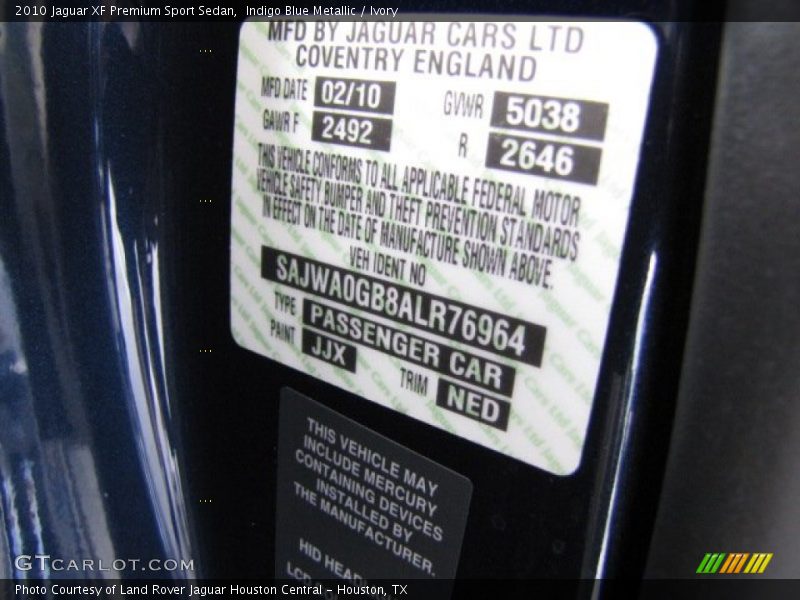 2010 Jaguar XF Premium Sport Sedan, Indigo Blue Metallic / Ivory
MFD BY JAGUAR CARS LTD
COVENTRY ENGLAND
MFD DATE 02/10 GVWR 5038
GAWR F 2492 R 2646
THIS VEHICLE CONFORMS TO ALL APPLICABLE FEDERAL MOTOR
VEHICLE SAFETY BUMPER AND THEFT PREVENTION STANDARDS
IN EFFECT ON THE DATE OF MANUFACTURE SHOWN ABOVE.
VEH IDENT NO
SAJWA0GB8ALR76964
TYPE PASSENGER CAR
PAINT JJX TRIM NED
THIS VEHICLE MAY
INCLUDE MERCURY
CONTAINING DEVICES
INSTALLED BY
THE MANUFACTURER.
HID
GTCARLOT.COM
Photo Courtesy of Land Rover Jaguar Houston Central - Houston, TX